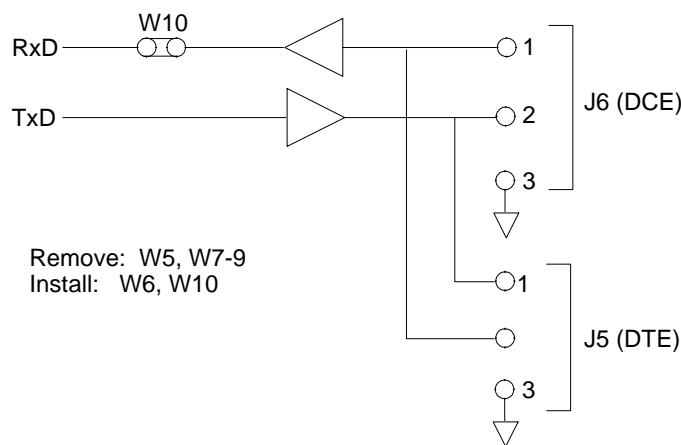 W10
RxD
1
TxD
2
J6 (DCE)
3
Remove: W5, W7-9
Install: W6, W10
1
J5 (DTE)
3